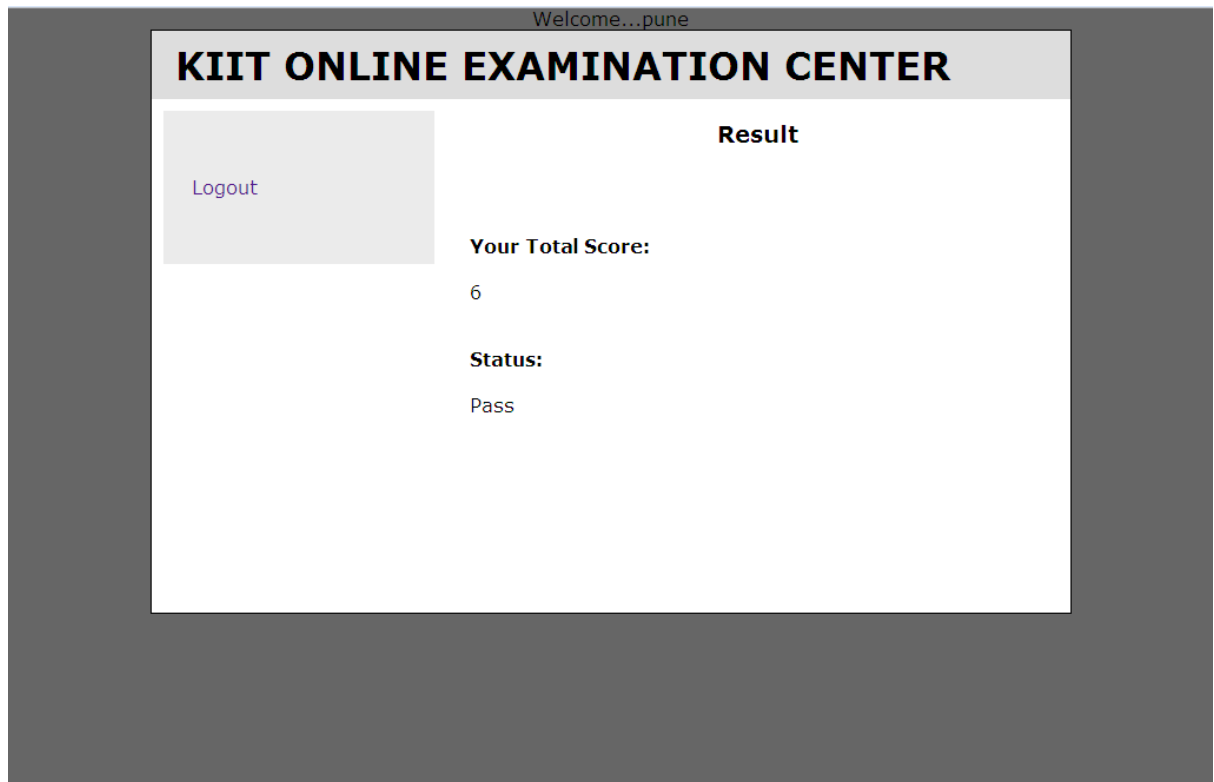 Welcome...pune
KIIT ONLINE EXAMINATION CENTER
Result
Logout
Your Total Score:
6
Status:
Pass